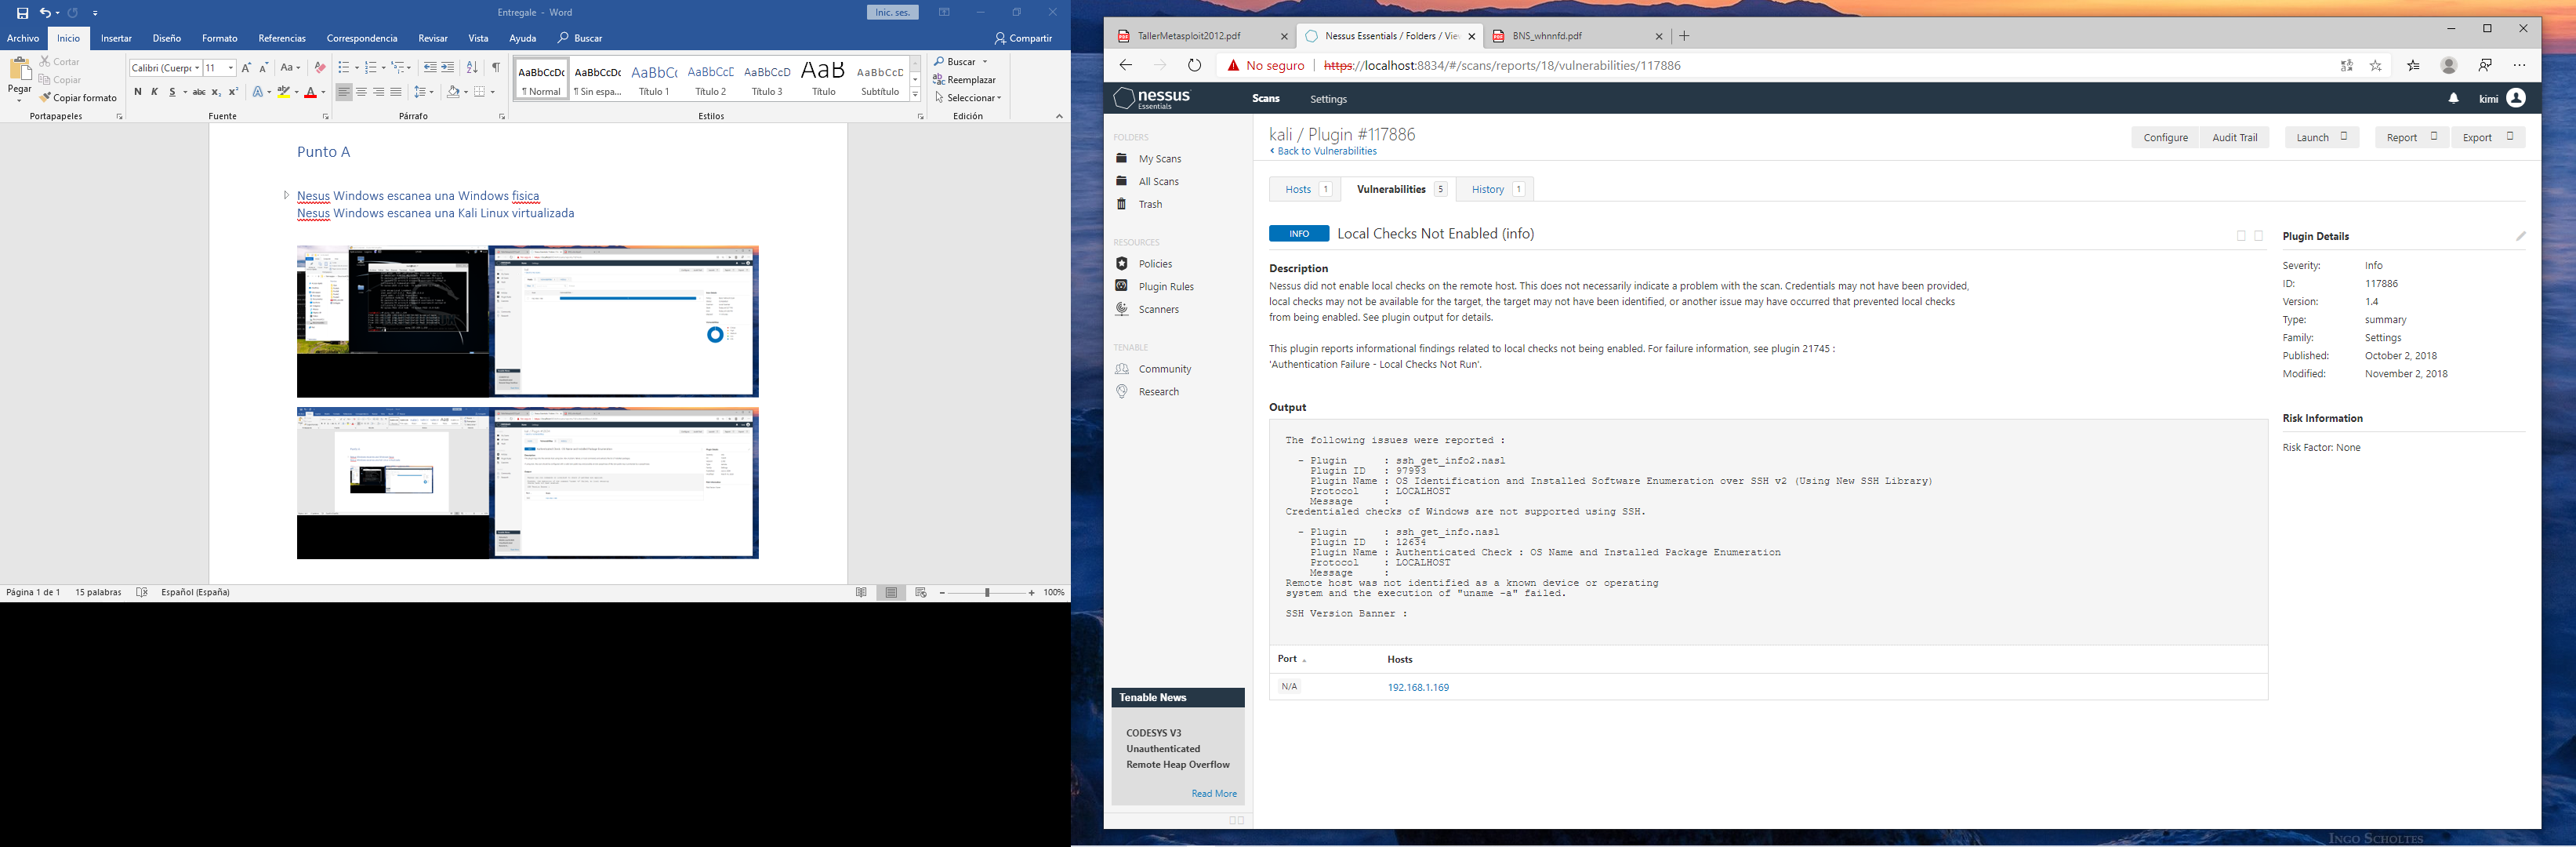 Entregale - Word
Inic. ses.
Archivo Inicio Insertar Diseño Formato Referencias Correspondencia Revisar Vista Ayuda Buscar Compartir
Pegar
Cortar
Copiar
Copiar formato
Portapapeles
Calibri (Cuerp 11
N K S abc x₂ x²
Fuente
Párrafo
AaBbCcDc AaBbCcDc AaBbCc AaBbCcD AaBbCcD AaB AaBbCcD
¶ Normal ¶ Sin espa... Título 1 Título 2 Título 3 Título Subtítulo
Estilos
Buscar
Reemplazar
Seleccionar
Edición
Punto A
Nesus Windows escanea una Windows fisica
Nesus Windows escanea una Kali Linux virtualizada
Página 1 de 1 15 palabras Español (España) 100%
TallerMetasploit2012.pdf
Nessus Essentials / Folders / Vie
BNS_whnnfd.pdf
No seguro https://localhost:8834/#/scans/reports/18/vulnerabilities/117886
nessus
Essentials
Scans Settings
kimi
FOLDERS
My Scans
All Scans
Trash
RESOURCES
Policies
Plugin Rules
Scanners
TENABLE
Community
Research
Tenable News
CODESYS V3
Unauthenticated
Remote Heap Overflow
Read More
kali / Plugin #117886
Back to Vulnerabilities
Configure Audit Trail Launch Report Export
Hosts 1 Vulnerabilities 5 History 1
INFO Local Checks Not Enabled (info)
Description
Nessus did not enable local checks on the remote host. This does not necessarily indicate a problem with the scan. Credentials may not have been provided,
local checks may not be available for the target, the target may not have been identified, or another issue may have occurred that prevented local checks
from being enabled. See plugin output for details.
This plugin reports informational findings related to local checks not being enabled. For failure information, see plugin 21745 :
'Authentication Failure - Local Checks Not Run'.
Output
The following issues were reported :
- Plugin : ssh_get_info2.nasl
Plugin ID : 97993
Plugin Name : OS Identification and Installed Software Enumeration over SSH v2 (Using New SSH Library)
Protocol : LOCALHOST
Message :
Credentialed checks of Windows are not supported using SSH.
- Plugin : ssh_get_info.nasl
Plugin ID : 12634
Plugin Name : Authenticated Check : OS Name and Installed Package Enumeration
Protocol : LOCALHOST
Message :
Remote host was not identified as a known device or operating
system and the execution of "uname -a" failed.
SSH Version Banner :
Port Hosts
N/A 192.168.1.169
Plugin Details
Severity: Info
ID: 117886
Version: 1.4
Type: summary
Family: Settings
Published: October 2, 2018
Modified: November 2, 2018
Risk Information
Risk Factor: None
INGO SCHOLTES